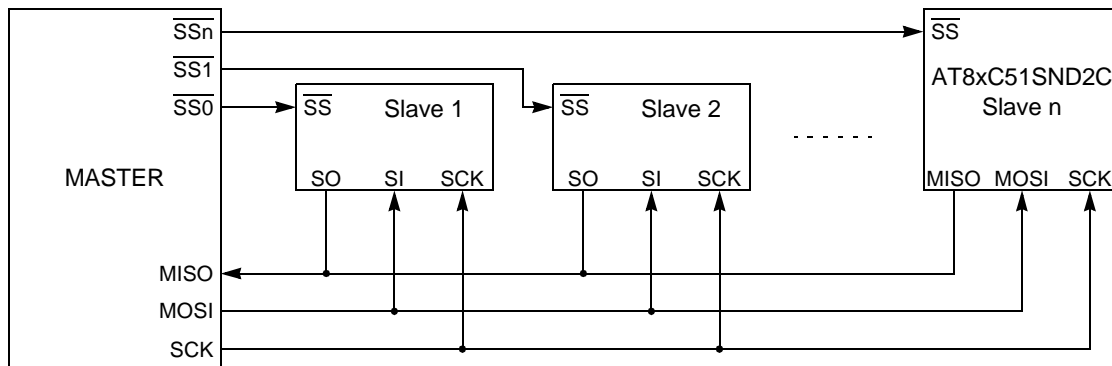 SSn
SS1
SS0
MASTER
MISO
MOSI
SCK
SS Slave 1
SO SI SCK
SS Slave 2
SO SI SCK
SS
AT8xC51SND2C
Slave n
MISO MOSI SCK